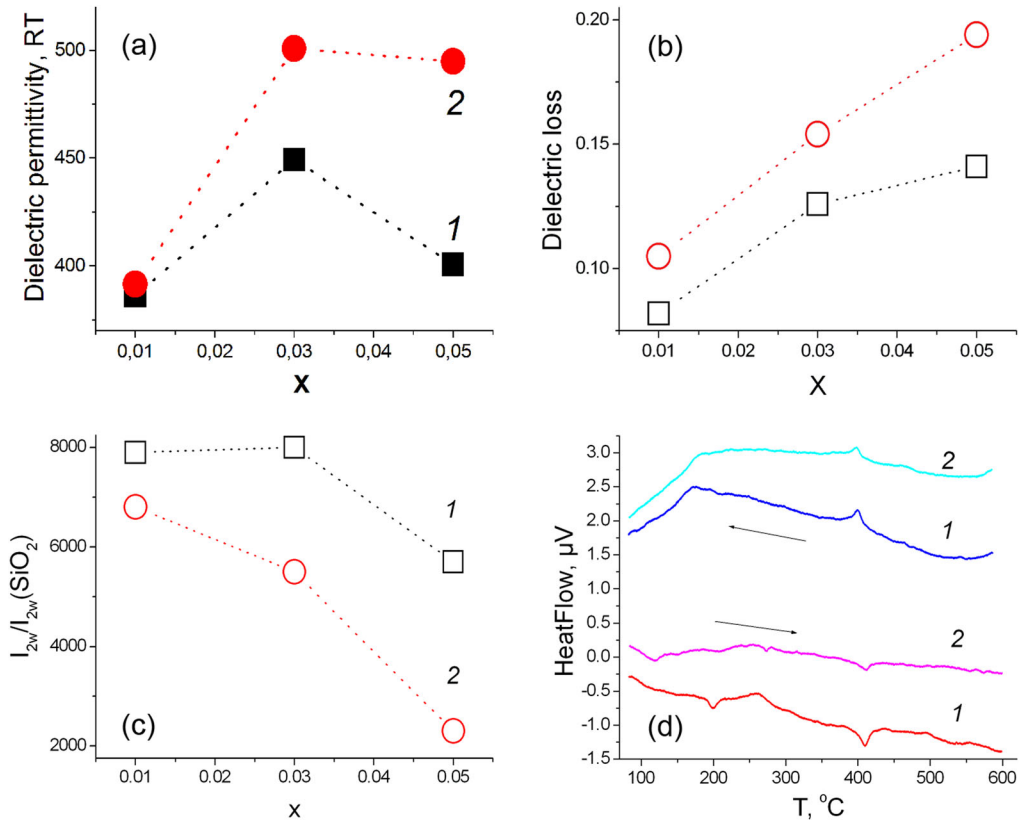 (a)
Dielectric permittivity, RT
500
450
400
2
1
0,01 0,02 0,03 0,04 0,05
X
(b)
Dielectric loss
0.20
0.15
0.10
0.01 0.02 0.03 0.04 0.05
X
I2w/I2w(SiO2)
8000
6000
4000
2000
1
2
(c)
0.01 0.02 0.03 0.04 0.05
x
HeatFlow, µV
3.0
2.5
2.0
1.5
1.0
0.5
0.0
-0.5
-1.0
-1.5
2
1
2
1
(d)
100 200 300 400 500 600
T, °C